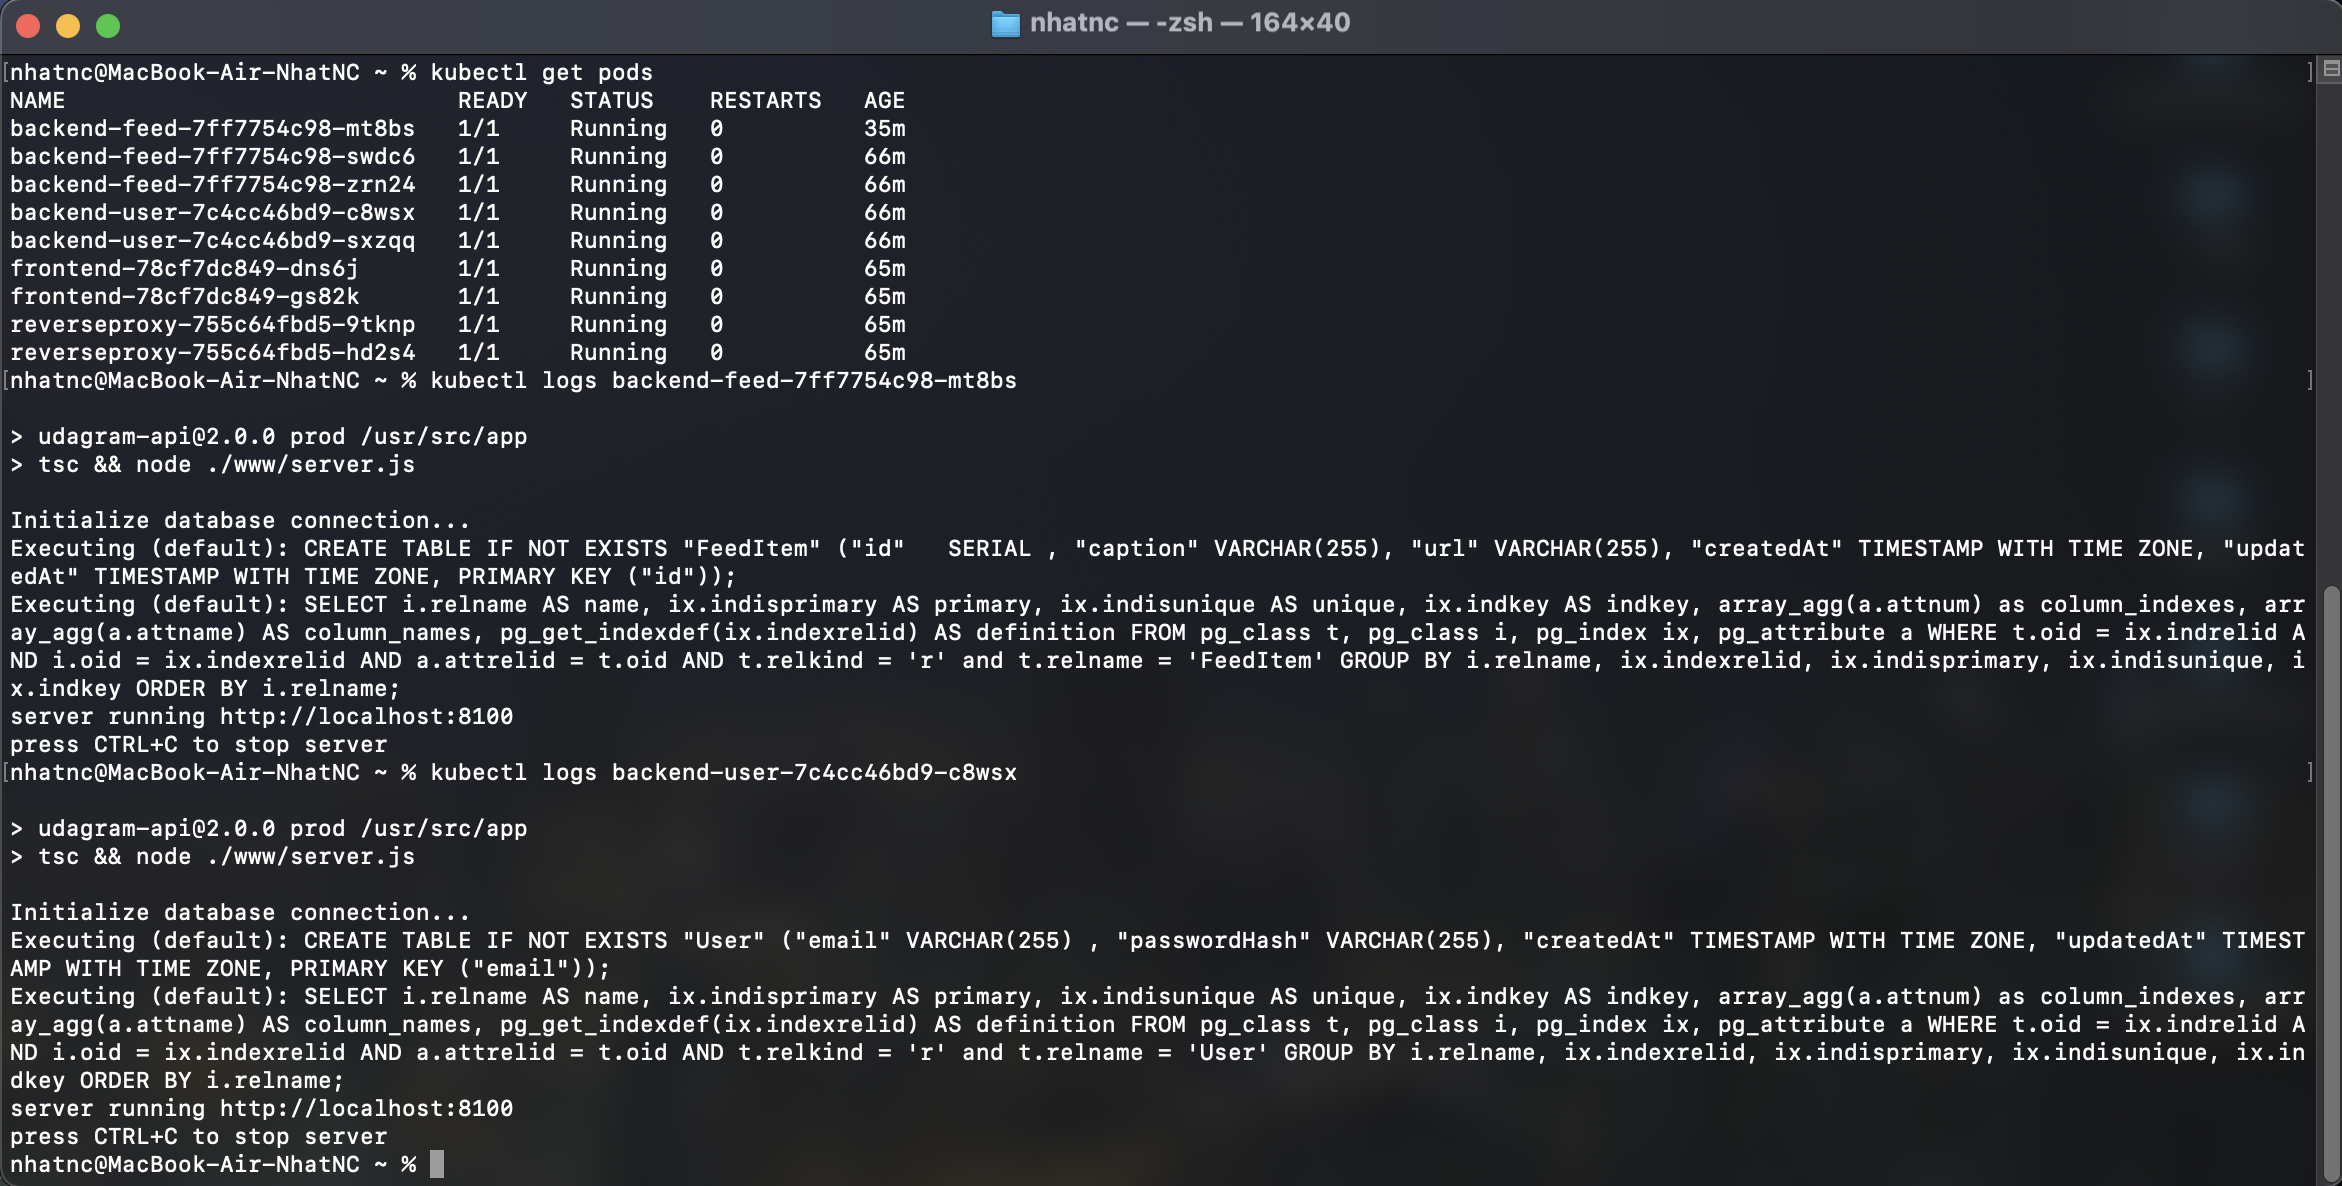 nhatnc — -zsh — 164×40
[nhatnc@MacBook-Air-NhatNC ~ % kubectl get pods ]
NAME                            READY   STATUS    RESTARTS   AGE
backend-feed-7ff7754c98-mt8bs   1/1     Running   0          35m
backend-feed-7ff7754c98-swdc6   1/1     Running   0          66m
backend-feed-7ff7754c98-zrn24   1/1     Running   0          66m
backend-user-7c4cc46bd9-c8wsx   1/1     Running   0          66m
backend-user-7c4cc46bd9-sxzqq   1/1     Running   0          66m
frontend-78cf7dc849-dns6j       1/1     Running   0          65m
frontend-78cf7dc849-gs82k       1/1     Running   0          65m
reverseproxy-755c64fbd5-9tknp   1/1     Running   0          65m
reverseproxy-755c64fbd5-hd2s4   1/1     Running   0          65m
[nhatnc@MacBook-Air-NhatNC ~ % kubectl logs backend-feed-7ff7754c98-mt8bs ]
> udagram-api@2.0.0 prod /usr/src/app
> tsc && node ./www/server.js
Initialize database connection...
Executing (default): CREATE TABLE IF NOT EXISTS "FeedItem" ("id"   SERIAL , "caption" VARCHAR(255), "url" VARCHAR(255), "createdAt" TIMESTAMP WITH TIME ZONE, "updat
edAt" TIMESTAMP WITH TIME ZONE, PRIMARY KEY ("id"));
Executing (default): SELECT i.relname AS name, ix.indisprimary AS primary, ix.indisunique AS unique, ix.indkey AS indkey, array_agg(a.attnum) as column_indexes, arr
ay_agg(a.attname) AS column_names, pg_get_indexdef(ix.indexrelid) AS definition FROM pg_class t, pg_class i, pg_index ix, pg_attribute a WHERE t.oid = ix.indrelid A
ND i.oid = ix.indexrelid AND a.attrelid = t.oid AND t.relkind = 'r' and t.relname = 'FeedItem' GROUP BY i.relname, ix.indexrelid, ix.indisprimary, ix.indisunique, i
x.indkey ORDER BY i.relname;
server running http://localhost:8100
press CTRL+C to stop server
[nhatnc@MacBook-Air-NhatNC ~ % kubectl logs backend-user-7c4cc46bd9-c8wsx ]
> udagram-api@2.0.0 prod /usr/src/app
> tsc && node ./www/server.js
Initialize database connection...
Executing (default): CREATE TABLE IF NOT EXISTS "User" ("email" VARCHAR(255) , "passwordHash" VARCHAR(255), "createdAt" TIMESTAMP WITH TIME ZONE, "updatedAt" TIMEST
AMP WITH TIME ZONE, PRIMARY KEY ("email"));
Executing (default): SELECT i.relname AS name, ix.indisprimary AS primary, ix.indisunique AS unique, ix.indkey AS indkey, array_agg(a.attnum) as column_indexes, arr
ay_agg(a.attname) AS column_names, pg_get_indexdef(ix.indexrelid) AS definition FROM pg_class t, pg_class i, pg_index ix, pg_attribute a WHERE t.oid = ix.indrelid A
ND i.oid = ix.indexrelid AND a.attrelid = t.oid AND t.relkind = 'r' and t.relname = 'User' GROUP BY i.relname, ix.indexrelid, ix.indisprimary, ix.indisunique, ix.in
dkey ORDER BY i.relname;
server running http://localhost:8100
press CTRL+C to stop server
nhatnc@MacBook-Air-NhatNC ~ %